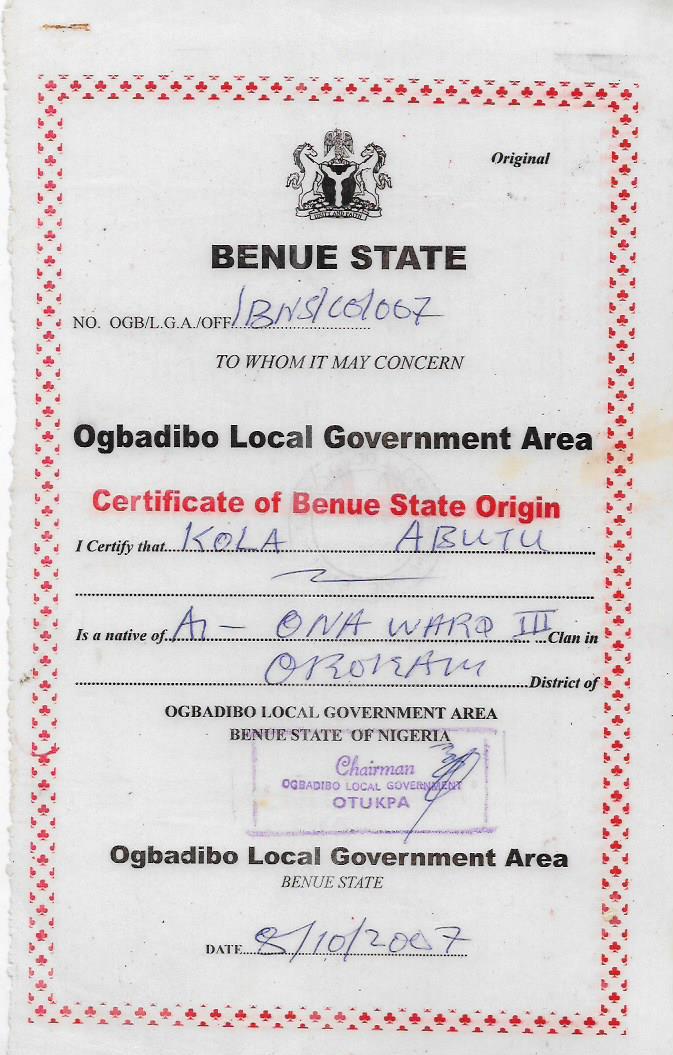 Original
UNITY AND FAITH
BENUE STATE
NO. OGB/L.G.A./OFF/BNS/CO/007
TO WHOM IT MAY CONCERN
Ogbadibo Local Government Area
Certificate of Benue State Origin
I Certify that KOLA ABUTU
Is a native of AI - ONA WARD III Clan in
District of
OGBADIBO LOCAL GOVERNMENT AREA
BENUE STATE OF NIGERIA
Chairman
OGBADIBO LOCAL GOVERNMENT
OTUKPA
Ogbadibo Local Government Area
BENUE STATE
DATE 8/10/2007